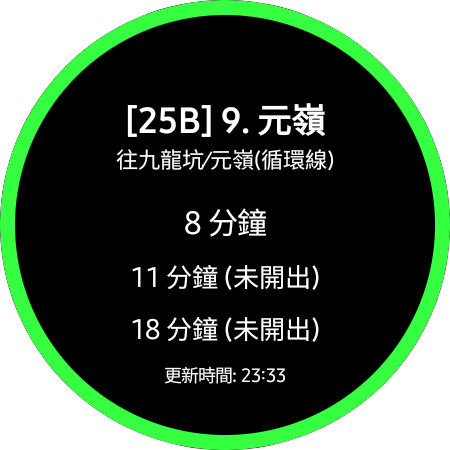 [25B] 9. 元嶺
往九龍坑/元嶺(循環線)
8 分鐘
11 分鐘 (未開出)
18 分鐘 (未開出)
更新時間: 23:33